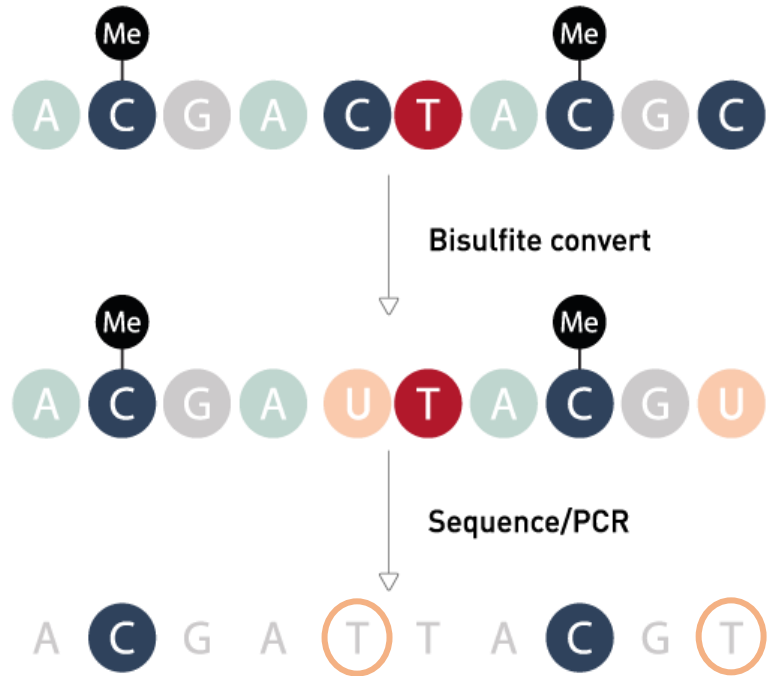 Me Me
A C G A C T A C G C
Bisulfite convert
Me Me
A C G A U T A C G U
Sequence/PCR
A C G A T T A C G T